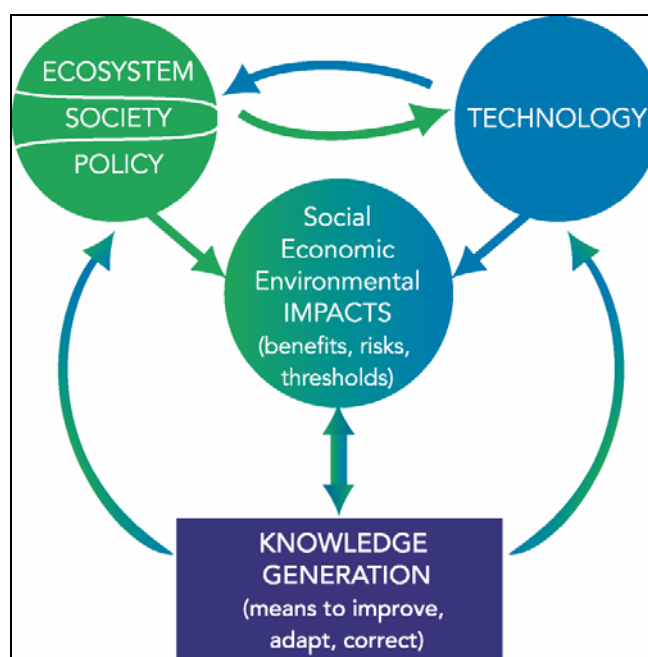 ECOSYSTEM
SOCIETY
POLICY
TECHNOLOGY
Social
Economic
Environmental
IMPACTS
(benefits, risks,
thresholds)
KNOWLEDGE
GENERATION
(means to improve,
adapt, correct)